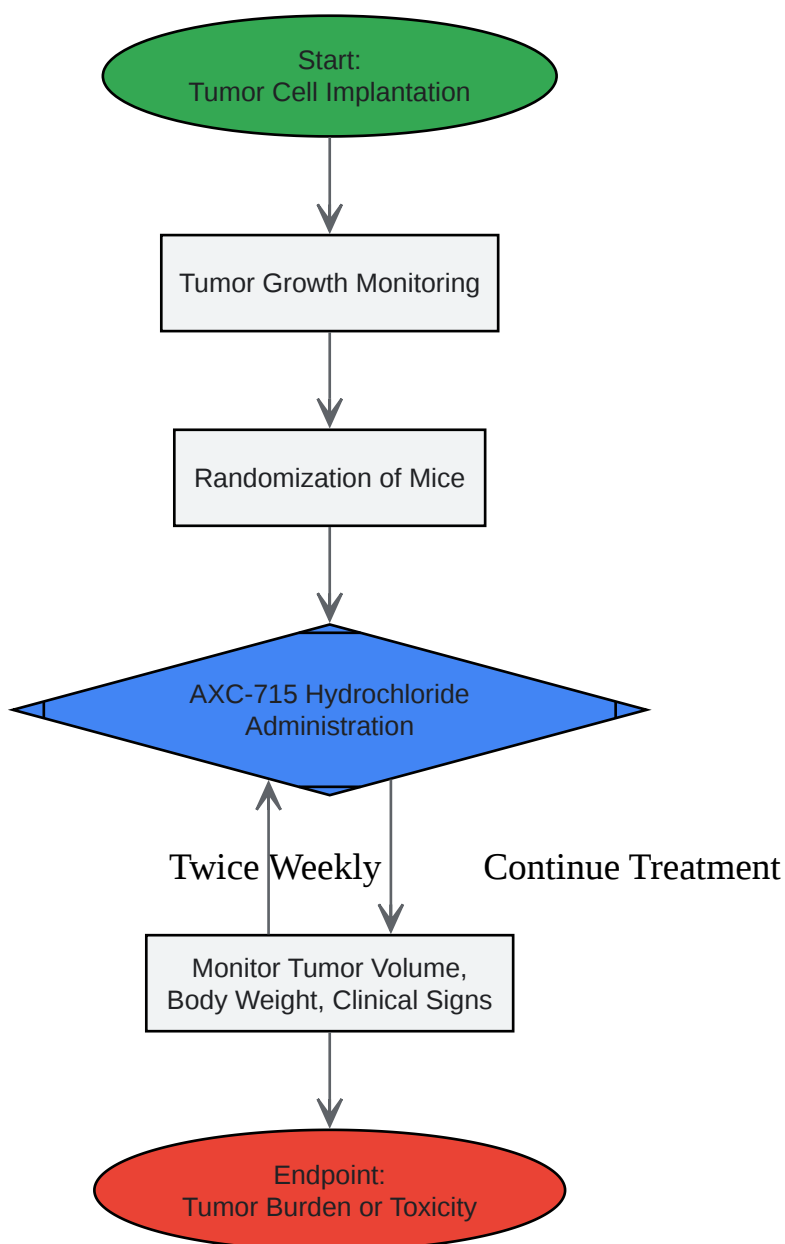 Start:
Tumor Cell Implantation
Tumor Growth Monitoring
Randomization of Mice
AXC-715 Hydrochloride
Administration
Twice Weekly
Continue Treatment
Monitor Tumor Volume,
Body Weight, Clinical Signs
Endpoint:
Tumor Burden or Toxicity